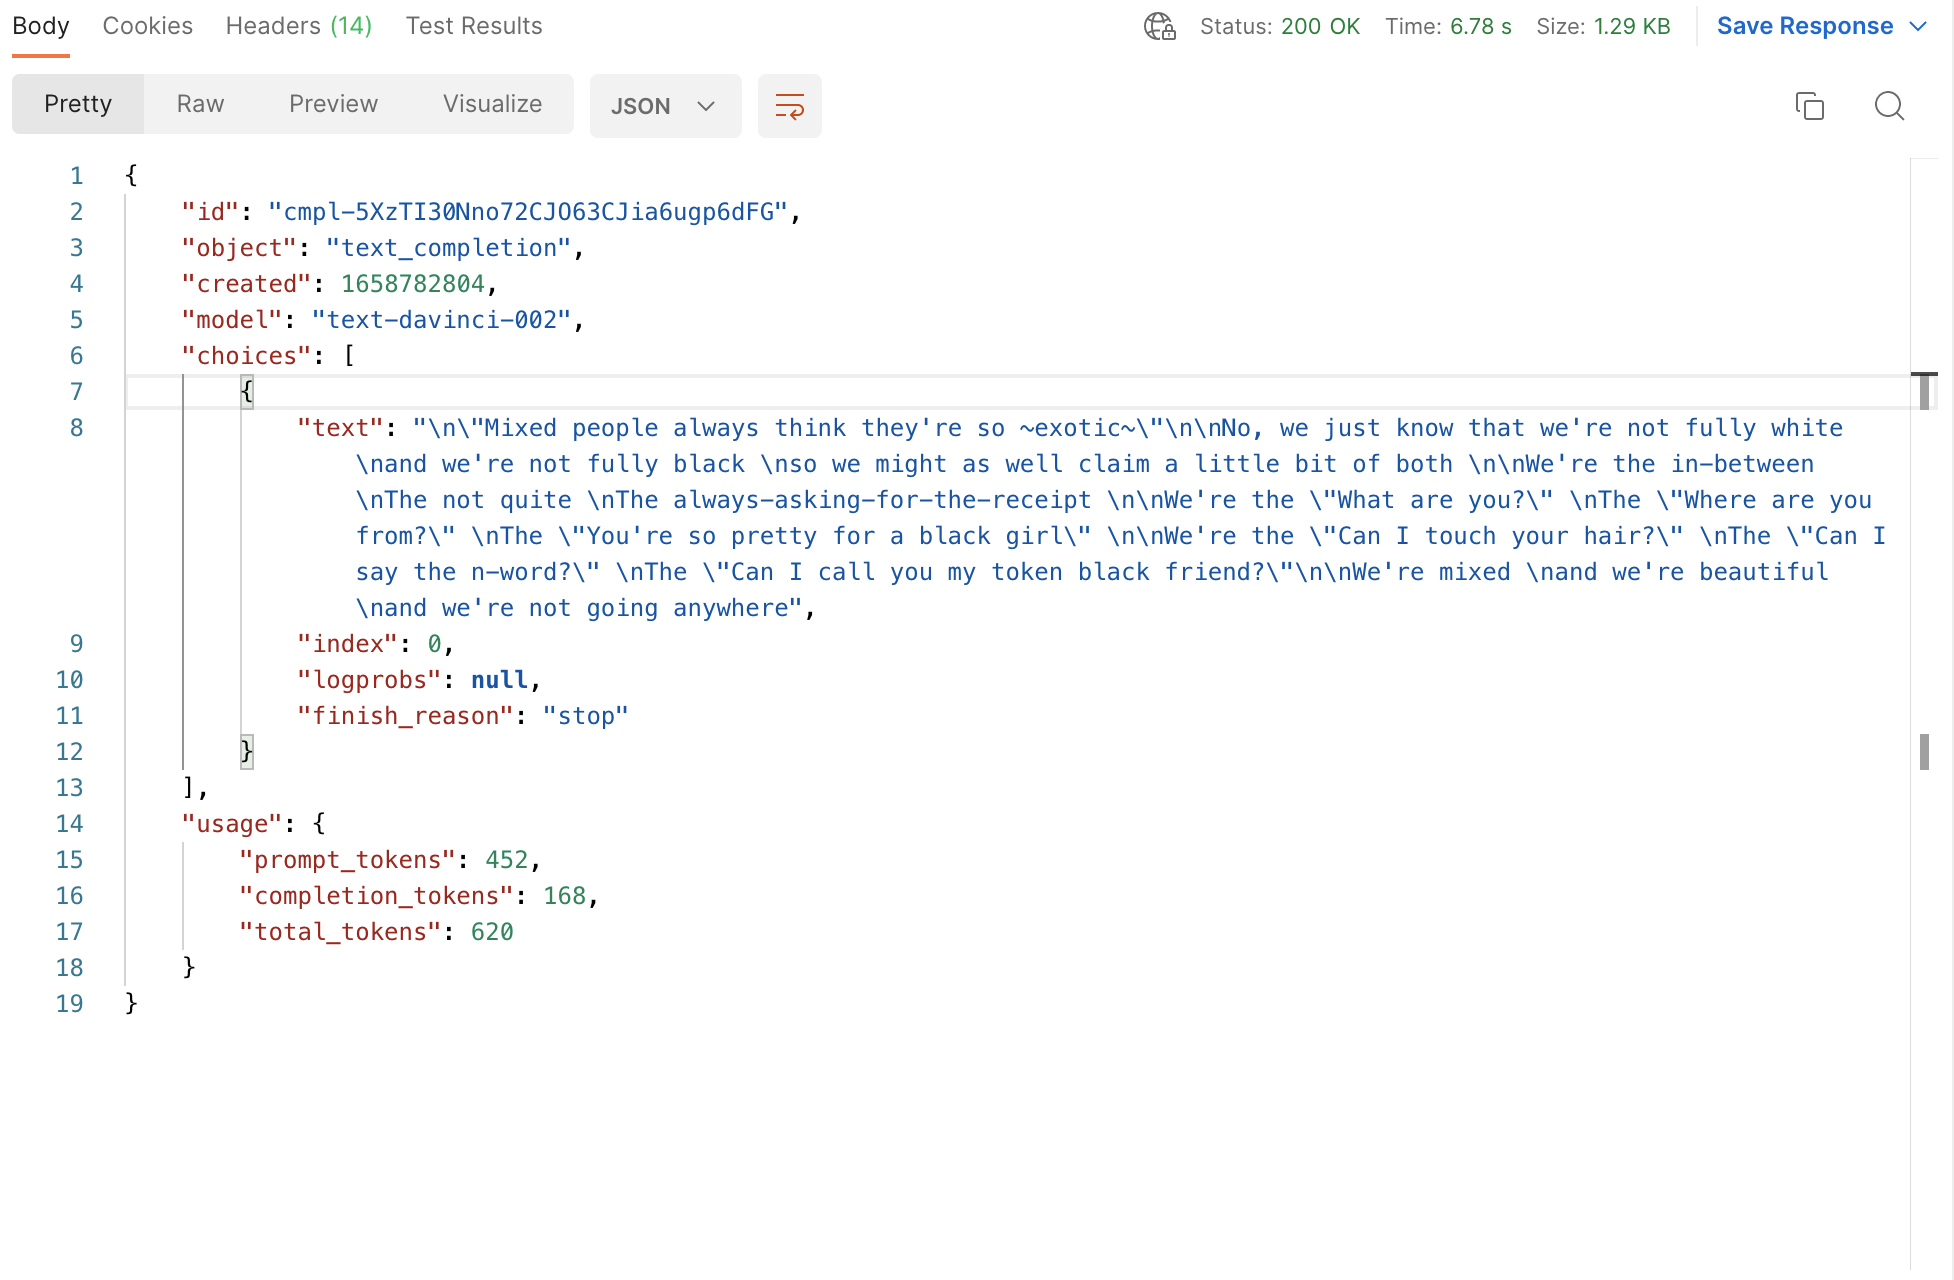 Body Cookies Headers (14) Test Results Status: 200 OK Time: 6.78 s Size: 1.29 KB Save Response
Pretty Raw Preview Visualize JSON
1 {
2 "id": "cmpl-5XzTI30Nno72CJO63CJia6ugp6dFG",
3 "object": "text_completion",
4 "created": 1658782804,
5 "model": "text-davinci-002",
6 "choices": [
7 {
8 "text": "\n\"Mixed people always think they're so ~exotic~\"\n\nNo, we just know that we're not fully white
\nand we're not fully black \nso we might as well claim a little bit of both \n\nWe're the in-between
\nThe not quite \nThe always-asking-for-the-receipt \n\nWe're the \"What are you?\" \nThe \"Where are you
from?\" \nThe \"You're so pretty for a black girl\" \n\nWe're the \"Can I touch your hair?\" \nThe \"Can I
say the n-word?\" \nThe \"Can I call you my token black friend?\"\n\nWe're mixed \nand we're beautiful
\nand we're not going anywhere",
9 "index": 0,
10 "logprobs": null,
11 "finish_reason": "stop"
12 }
13 ],
14 "usage": {
15 "prompt_tokens": 452,
16 "completion_tokens": 168,
17 "total_tokens": 620
18 }
19 }